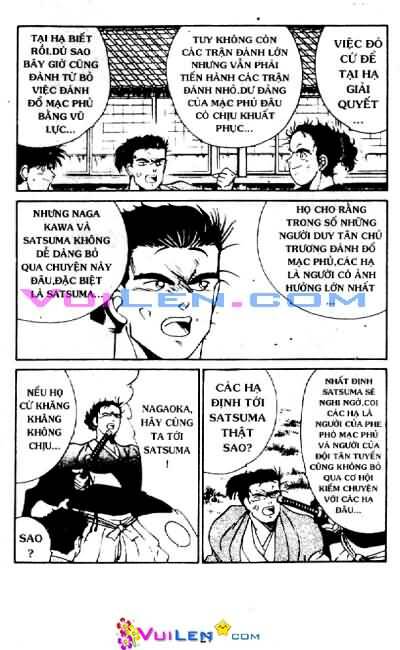 TẠI HẠ BIẾT
RỒI.DÙ SAO
BÂY GIỜ CŨNG
ĐÀNH TỪ BỎ
VIỆC ĐÁNH
ĐỔ MẠC PHỦ
BẰNG VŨ
LỰC...
TUY KHÔNG CÒN
CÁC TRẬN ĐÁNH LỚN
NHƯNG VẪN PHẢI
TIẾN HÀNH CÁC TRẬN
ĐÁNH NHỎ.DƯ ĐẢNG
CỦA MẠC PHỦ ĐÂU
CÓ CHỊU KHUẤT
PHỤC...
VIỆC ĐÓ
CỨ ĐỂ
TẠI HẠ
GIẢI
QUYẾT
...
NHƯNG NAGA
KAWA VÀ
SATSUMA KHÔNG
DỄ DÀNG BỎ
QUA CHUYỆN NÀY
ĐÂU,ĐẶC BIỆT
LÀ SATSUMA...
HỌ CHO RẰNG
TRONG SỐ NHỮNG
NGƯỜI DUY TÂN CHỦ
TRƯƠNG ĐÁNH ĐỔ
MẠC PHỦ,CÁC HẠ
LÀ NGƯỜI CÓ ẢNH
HƯỞNG LỚN NHẤT
...
VUILEN.COM
NẾU HỌ
CỨ KHĂNG
KHĂNG
KHÔNG
CHỊU...
NAGAOKA,
HÃY CÙNG
TA TỚI
SATSUMA
!
SAO
?
CÁC HẠ
ĐỊNH TỚI
SATSUMA
THẬT
SAO?
NHẤT ĐỊNH
SATSUMA SẼ
NGHI NGỜ.COI
CÁC HẠ LÀ
NGƯỜI CỦA PHE
PHÒ MẠC PHỦ
VÀ NGƯỜI CỦA
ĐỘI TÂN TUYỂN
CŨNG KHÔNG BỎ
QUA CƠ HỘI
KIẾM CHUYỆN
VỚI CÁC HẠ
ĐÂU...
VUILEN.COM